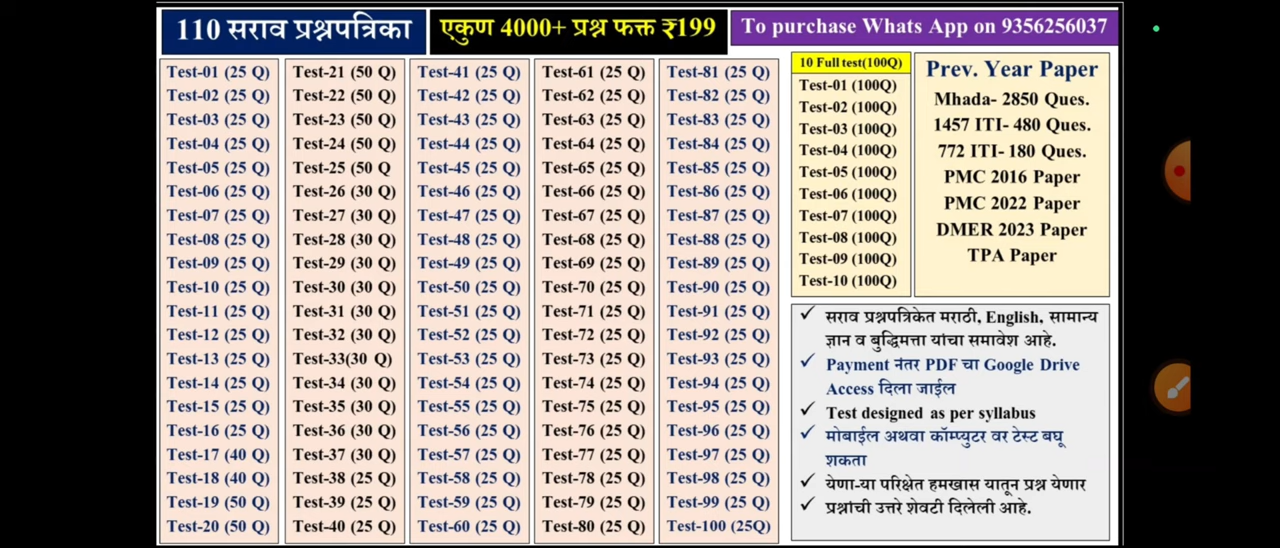 110 सराव प्रश्नपत्रिका
एकुण 4000+ प्रश्न फक्त ₹199
To purchase Whats App on 9356256037
Test-01 (25 Q)
Test-02 (25 Q)
Test-03 (25 Q)
Test-04 (25 Q)
Test-05 (25 Q)
Test-06 (25 Q)
Test-07 (25 Q)
Test-08 (25 Q)
Test-09 (25 Q)
Test-10 (25 Q)
Test-11 (25 Q)
Test-12 (25 Q)
Test-13 (25 Q)
Test-14 (25 Q)
Test-15 (25 Q)
Test-16 (25 Q)
Test-17 (40 Q)
Test-18 (40 Q)
Test-19 (50 Q)
Test-20 (50 Q)
Test-21 (50 Q)
Test-22 (50 Q)
Test-23 (50 Q)
Test-24 (50 Q)
Test-25 (50 Q
Test-26 (30 Q)
Test-27 (30 Q)
Test-28 (30 Q)
Test-29 (30 Q)
Test-30 (30 Q)
Test-31 (30 Q)
Test-32 (30 Q)
Test-33(30 Q)
Test-34 (30 Q)
Test-35 (30 Q)
Test-36 (30 Q)
Test-37 (30 Q)
Test-38 (25 Q)
Test-39 (25 Q)
Test-40 (25 Q)
Test-41 (25 Q)
Test-42 (25 Q)
Test-43 (25 Q)
Test-44 (25 Q)
Test-45 (25 Q)
Test-46 (25 Q)
Test-47 (25 Q)
Test-48 (25 Q)
Test-49 (25 Q)
Test-50 (25 Q)
Test-51 (25 Q)
Test-52 (25 Q)
Test-53 (25 Q)
Test-54 (25 Q)
Test-55 (25 Q)
Test-56 (25 Q)
Test-57 (25 Q)
Test-58 (25 Q)
Test-59 (25 Q)
Test-60 (25 Q)
Test-61 (25 Q)
Test-62 (25 Q)
Test-63 (25 Q)
Test-64 (25 Q)
Test-65 (25 Q)
Test-66 (25 Q)
Test-67 (25 Q)
Test-68 (25 Q)
Test-69 (25 Q)
Test-70 (25 Q)
Test-71 (25 Q)
Test-72 (25 Q)
Test-73 (25 Q)
Test-74 (25 Q)
Test-75 (25 Q)
Test-76 (25 Q)
Test-77 (25 Q)
Test-78 (25 Q)
Test-79 (25 Q)
Test-80 (25 Q)
Test-81 (25 Q)
Test-82 (25 Q)
Test-83 (25 Q)
Test-84 (25 Q)
Test-85 (25 Q)
Test-86 (25 Q)
Test-87 (25 Q)
Test-88 (25 Q)
Test-89 (25 Q)
Test-90 (25 Q)
Test-91 (25 Q)
Test-92 (25 Q)
Test-93 (25 Q)
Test-94 (25 Q)
Test-95 (25 Q)
Test-96 (25 Q)
Test-97 (25 Q)
Test-98 (25 Q)
Test-99 (25 Q)
Test-100 (25Q)
10 Full test(100Q)
Test-01 (100Q)
Test-02 (100Q)
Test-03 (100Q)
Test-04 (100Q)
Test-05 (100Q)
Test-06 (100Q)
Test-07 (100Q)
Test-08 (100Q)
Test-09 (100Q)
Test-10 (100Q)
Prev. Year Paper
Mhada- 2850 Ques.
1457 ITI- 480 Ques.
772 ITI- 180 Ques.
PMC 2016 Paper
PMC 2022 Paper
DMER 2023 Paper
TPA Paper
✓ सराव प्रश्नपत्रिकेत मराठी, English, सामान्य
ज्ञान व बुद्धिमत्ता यांचा समावेश आहे.
✓ Payment नंतर PDF चा Google Drive
Access दिला जाईल
✓ Test designed as per syllabus
✓ मोबाईल अथवा कॉम्प्युटर वर टेस्ट बघू
शकता
✓ येणा-या परिक्षेत हमखास यातून प्रश्न येणार
✓ प्रश्नांची उत्तरे शेवटी दिलेली आहे.